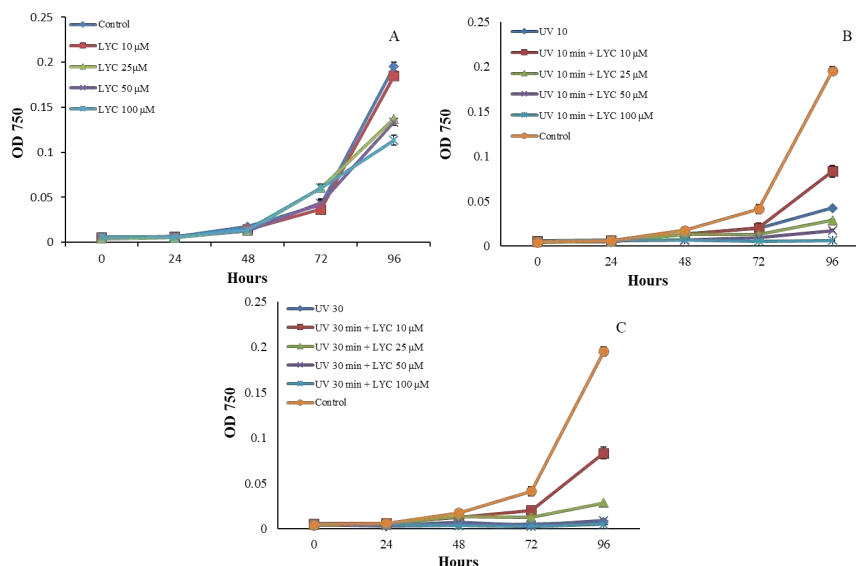 0.25
0.2
0.15
0.1
0.05
0
OD 750
Control
LYC 10 µM
LYC 25µM
LYC 50 µM
LYC 100 µM
A
0 24 48 72 96
Hours
0.25
0.2
0.15
0.1
0.05
0
OD 750
UV 10
UV 10 min + LYC 10 µM
UV 10 min + LYC 25 µM
UV 10 min + LYC 50 µM
UV 10 min + LYC 100 µM
Control
B
0 24 48 72 96
Hours
0.25
0.2
0.15
0.1
0.05
0
OD 750
UV 30
UV 30 min + LYC 10 µM
UV 30 min + LYC 25 µM
UV 30 min + LYC 50 µM
UV 30 min + LYC 100 µM
Control
C
0 24 48 72 96
Hours